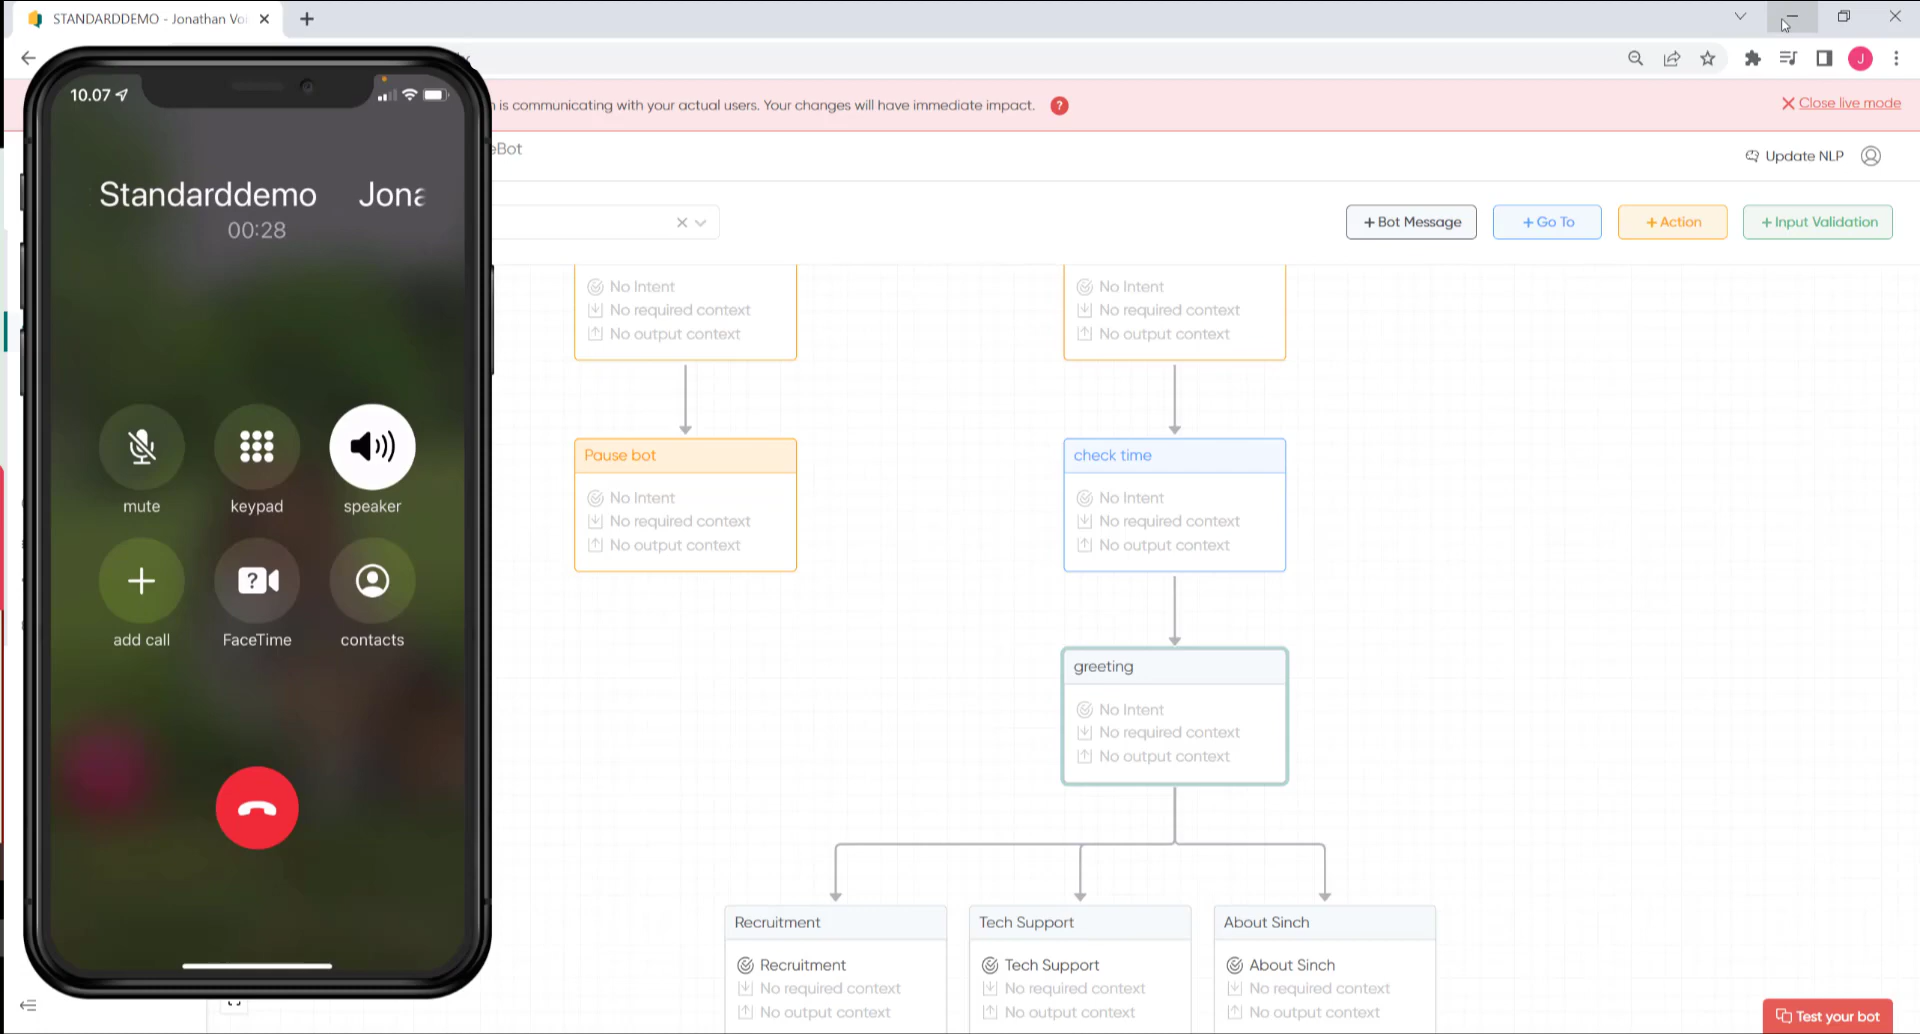 STANDARDDEMO - Jonathan Vo
J
is communicating with your actual users. Your changes will have immediate impact.
?
Close live mode
eBot
Update NLP
+ Bot Message
+ Go To
+ Action
+ Input Validation
10.07
Standarddemo Jona
00:28
mute
keypad
speaker
add call
FaceTime
contacts
No Intent
No required context
No output context
No Intent
No required context
No output context
Pause bot
No Intent
No required context
No output context
check time
No Intent
No required context
No output context
greeting
No Intent
No required context
No output context
Recruitment
Recruitment
No required context
No output context
Tech Support
Tech Support
No required context
No output context
About Sinch
About Sinch
No required context
No output context
Test your bot